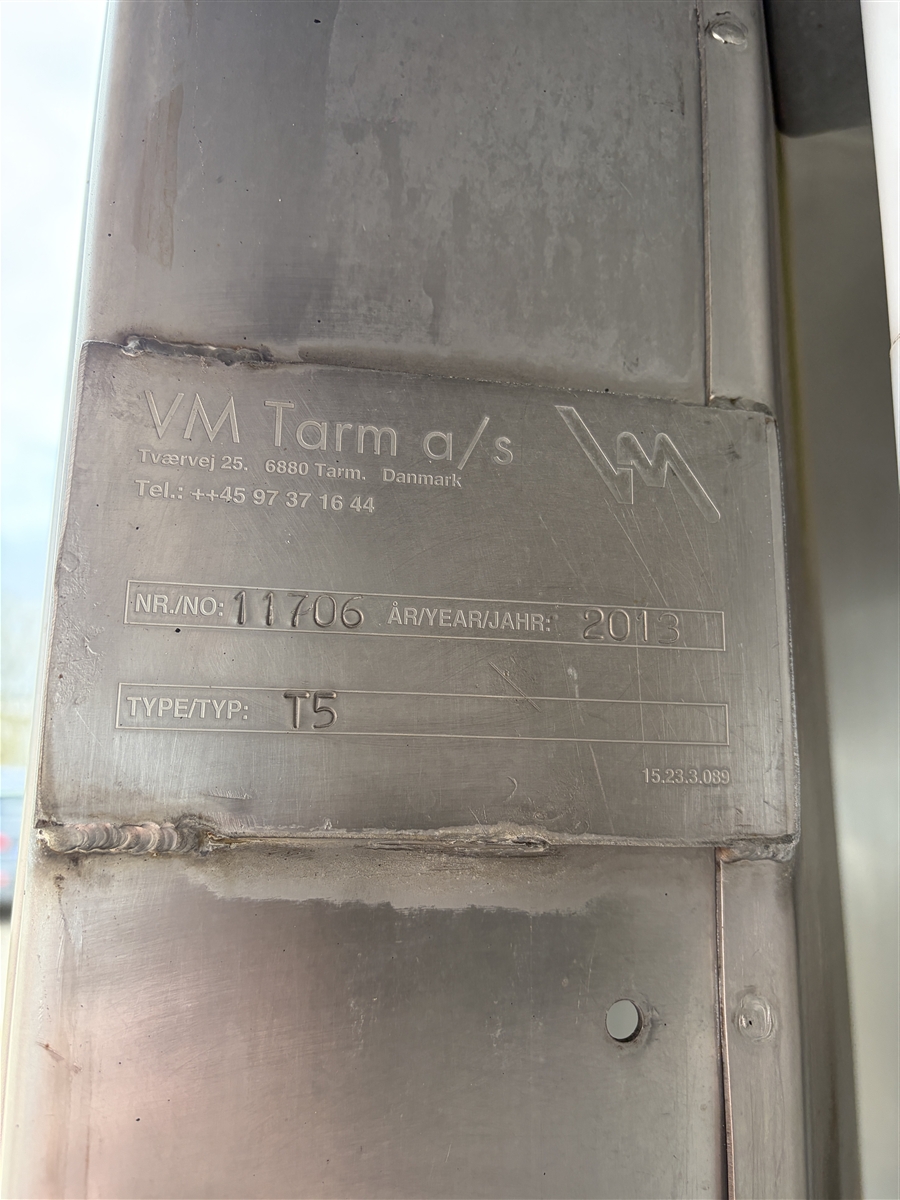 VM Tarm a/s
Tværvej 25. 6880 Tarm. Danmark
Tel.: ++45 97 37 16 44
VM
NR./NO: 11706 ÅR/YEAR/JAHR: 2013
TYPE/TYP: T5
15.23.3.089